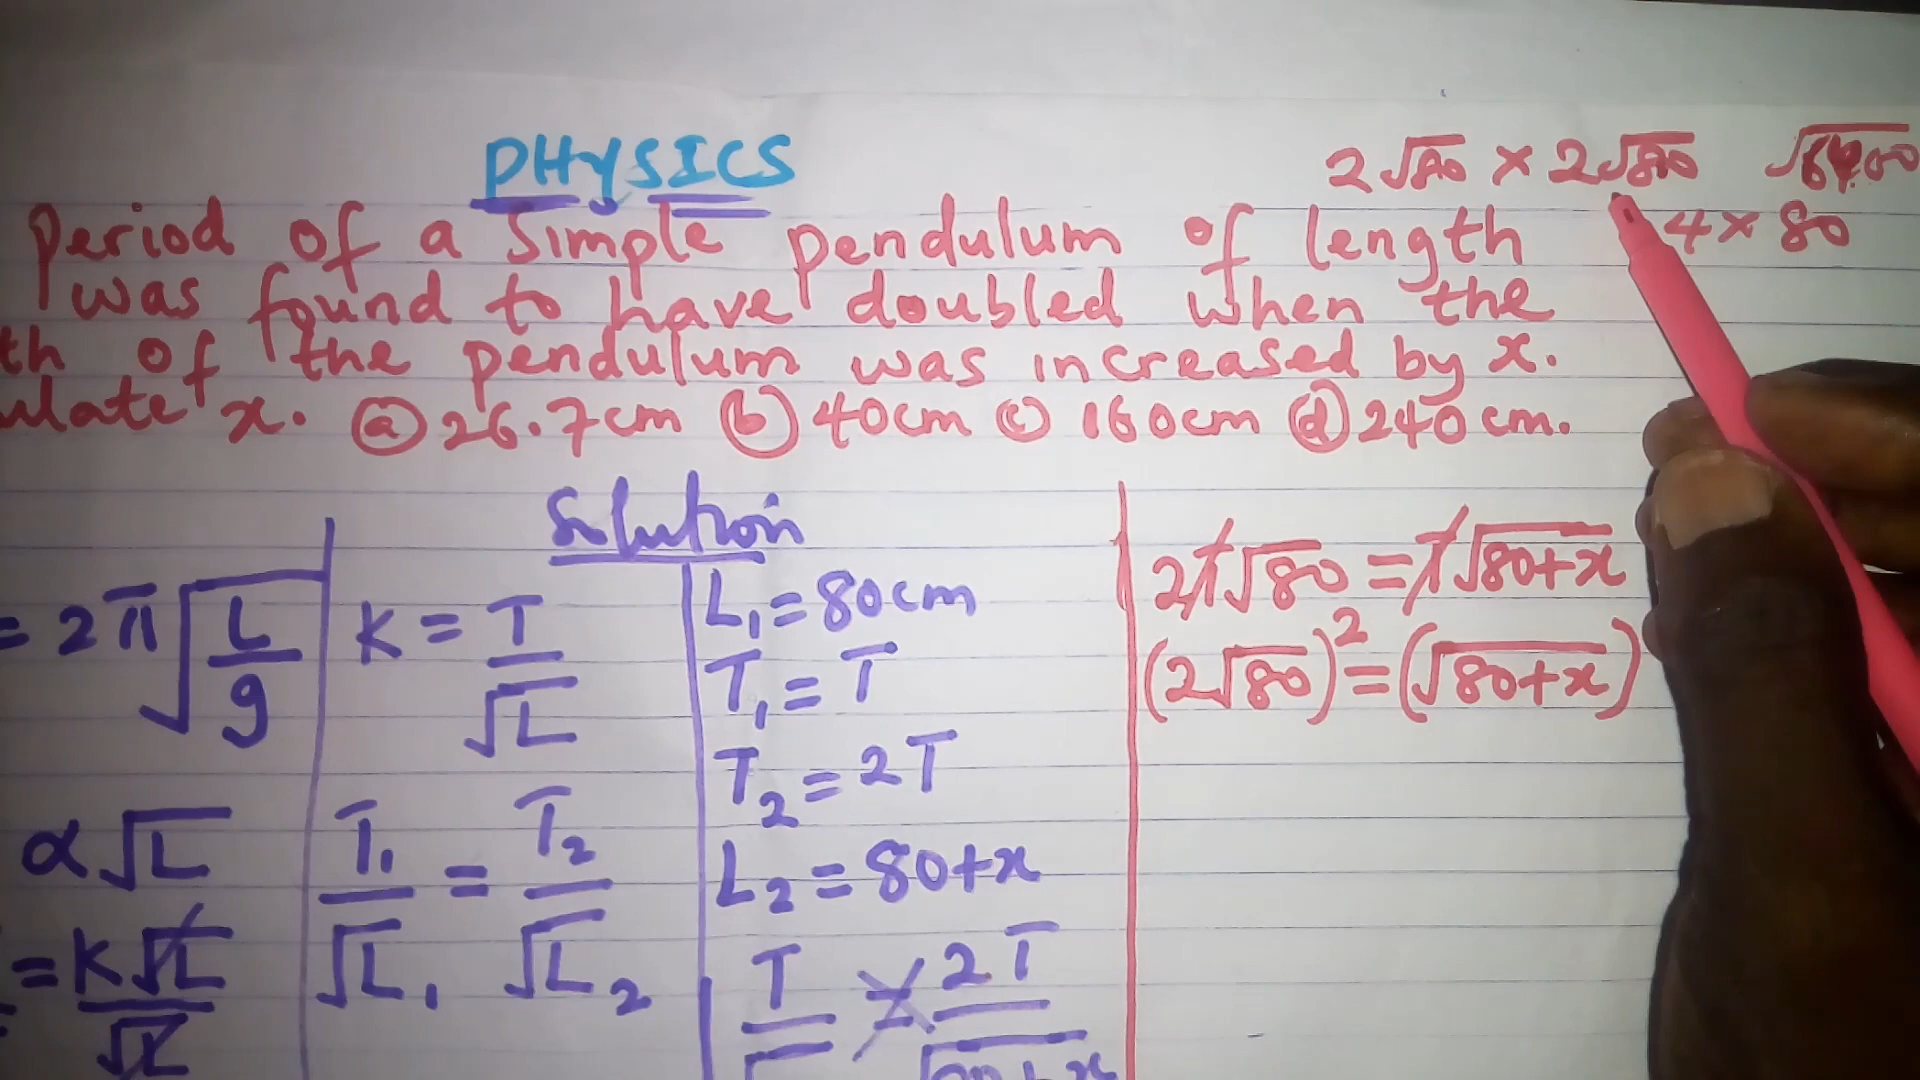 PHYSICS
2√80 × 2√80 √6400
4 × 80
Period of a simple pendulum of length
was found to have doubled when the
th of the pendulum was increased by x.
ulate x. (a) 26.7cm (b) 40cm (c) 160cm (d) 240cm.
Solution
= 2π√(L/g)
α √L
= K√L/√L
K = T/√L
T₁/√L₁ = T₂/√L₂
L₁ = 80cm
T₁ = T
T₂ = 2T
L₂ = 80+x
T = 2T
2T√80 = T√80+x
(2√80)² = (√80+x)